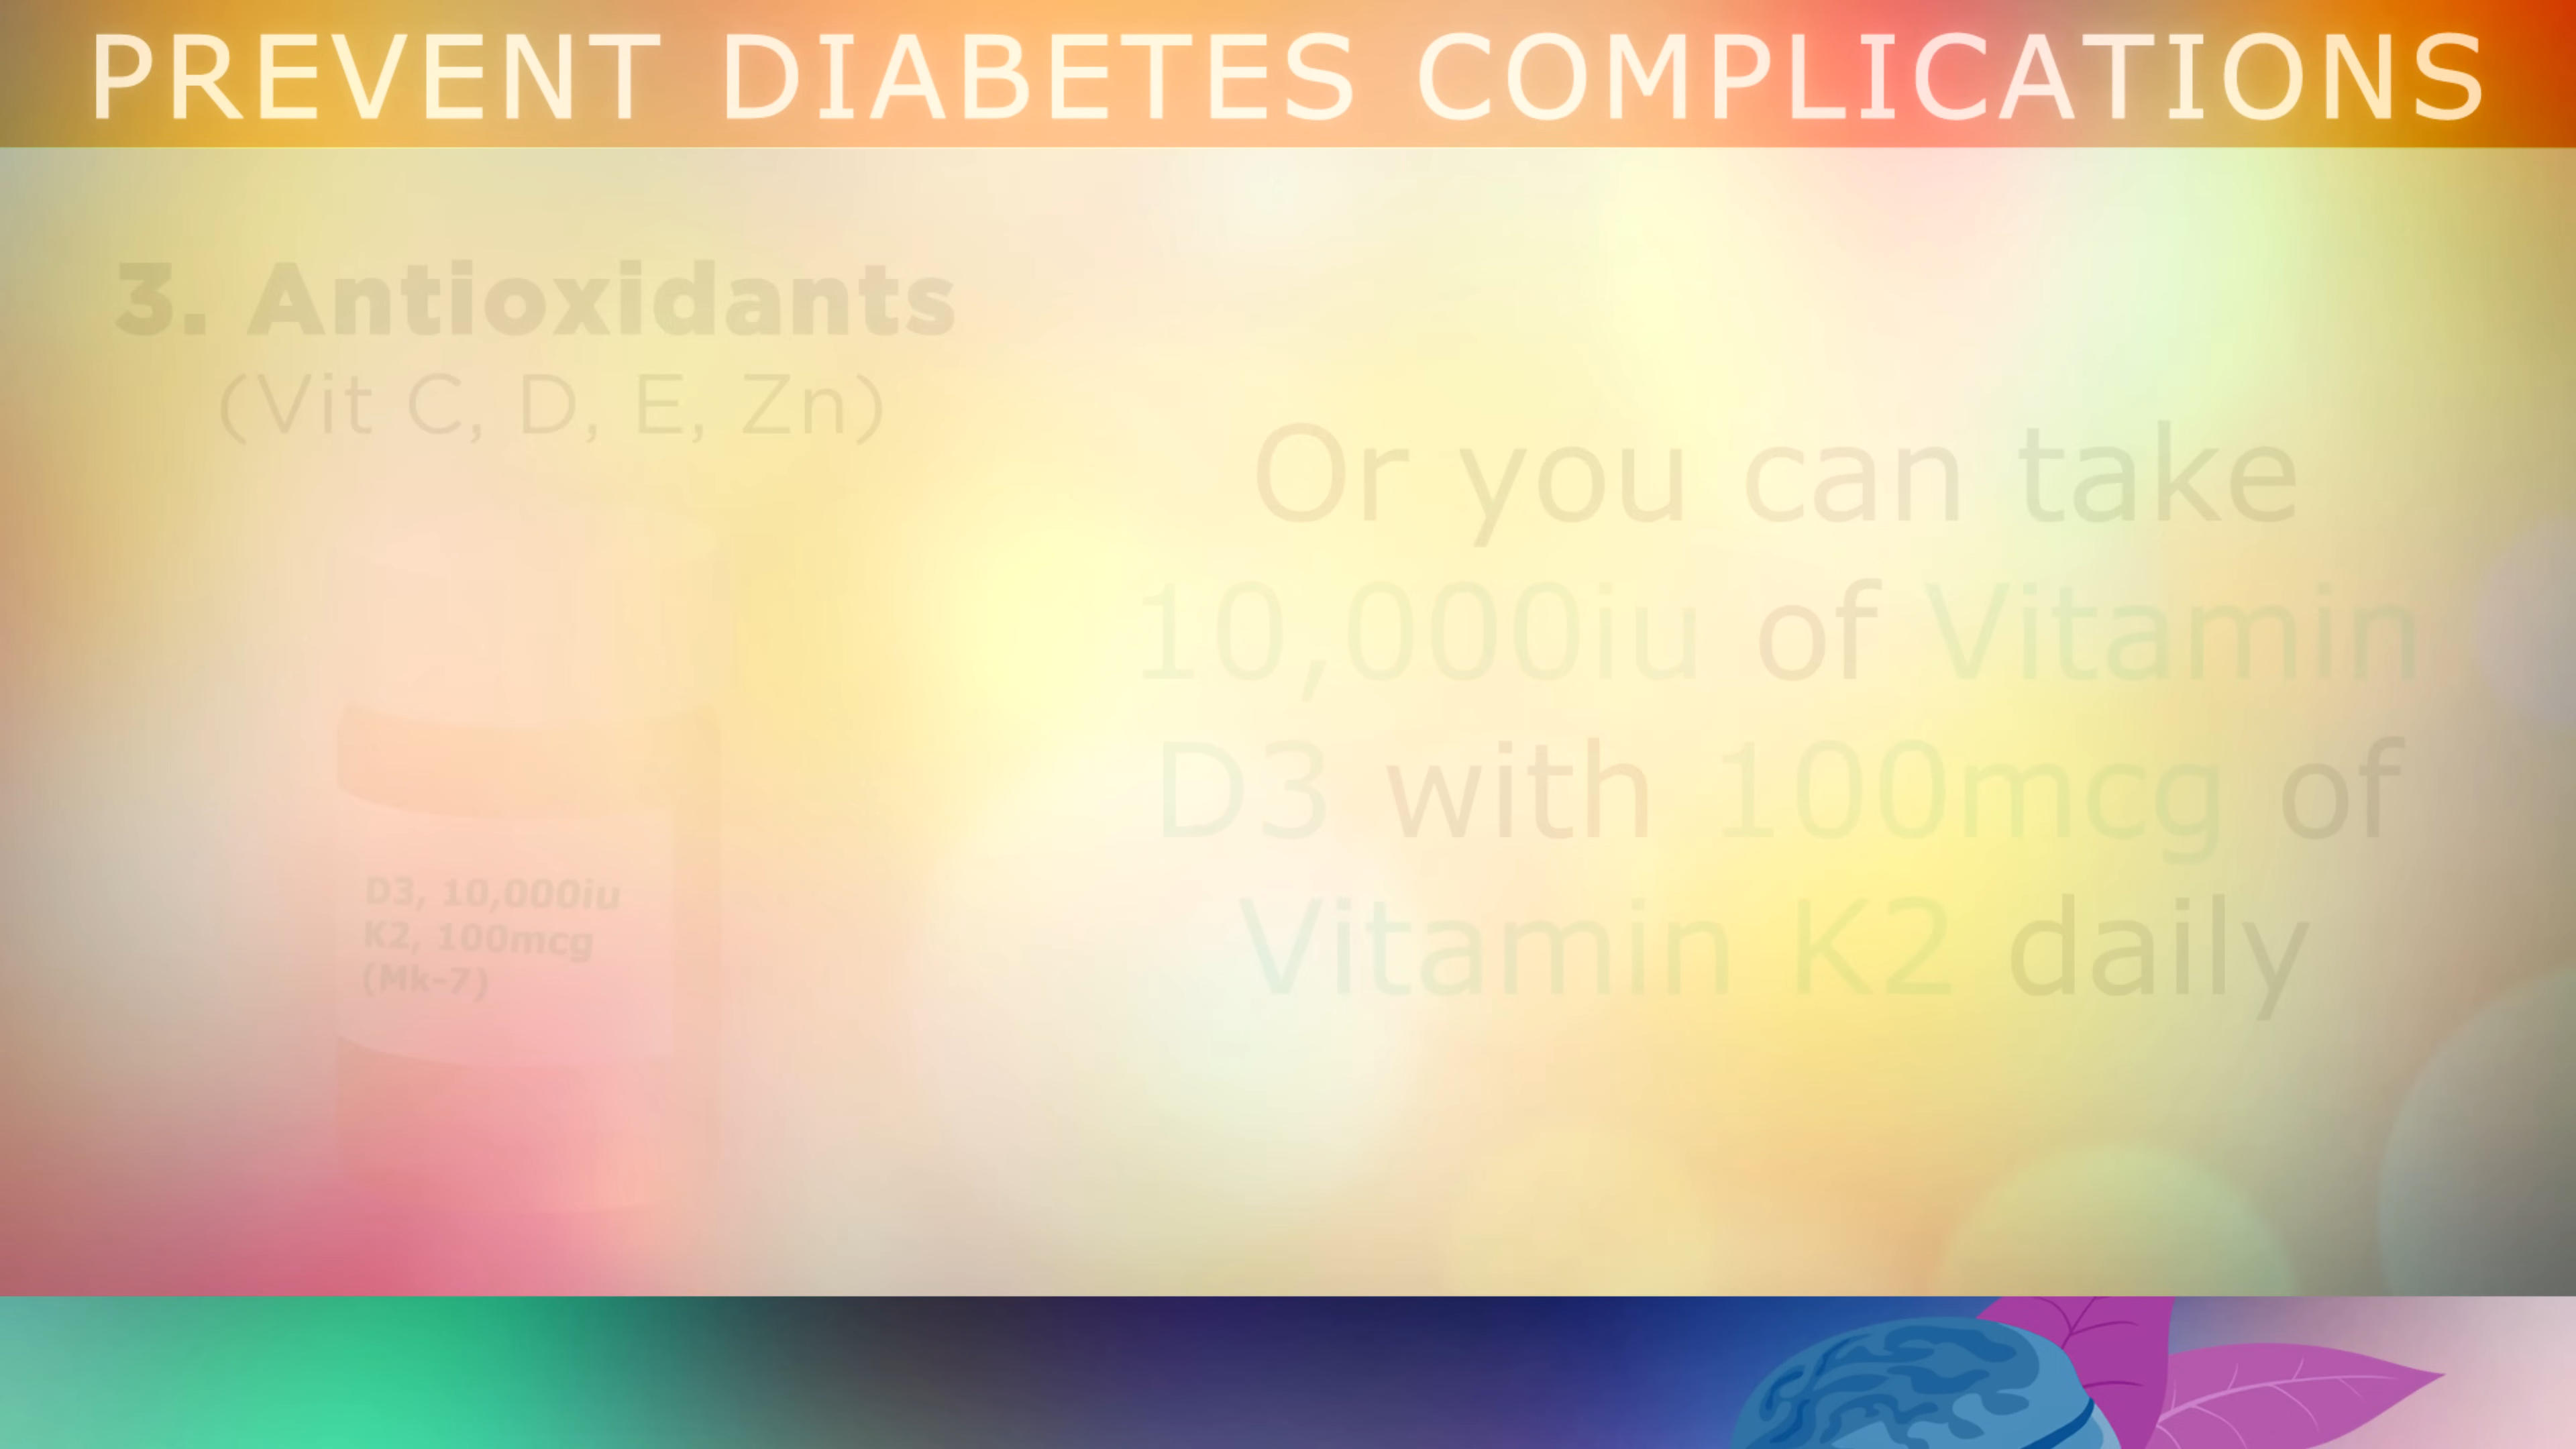 PREVENT DIABETES COMPLICATIONS
3. Antioxidants
(Vit C, D, E, Zn)
Or you can take
10,000iu of Vitamin
D3 with 100mcg of
Vitamin K2 daily
D3, 10,000iu
K2, 100mcg
(Mk-7)